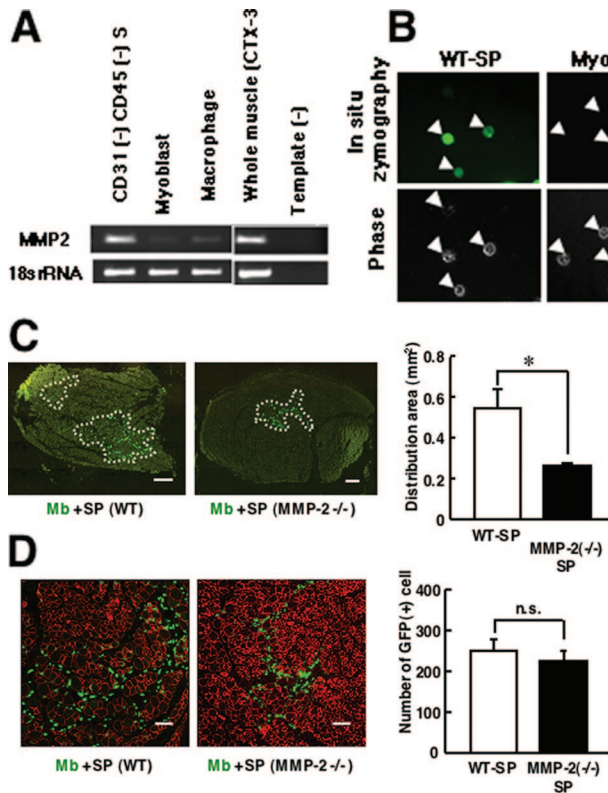 A
CD31 (-) CD45 (-) S
Myoblast
Macrophage
Whole muscle (CTX-3
Template (-)
MMP2
18s rRNA
B
WT-SP
Myo
In situ
zymography
Phase
C
Mb +SP (WT)
Mb +SP (MMP-2 -/-)
Distribution area (mm²)
0.8
0.6
0.4
0.2
0
*
WT-SP
MMP-2(-/-)
SP
D
Mb +SP (WT)
Mb +SP (MMP-2 -/-)
Number of GFP (+) cell
400
300
200
100
0
n.s.
WT-SP
MMP-2(-/-)
SP